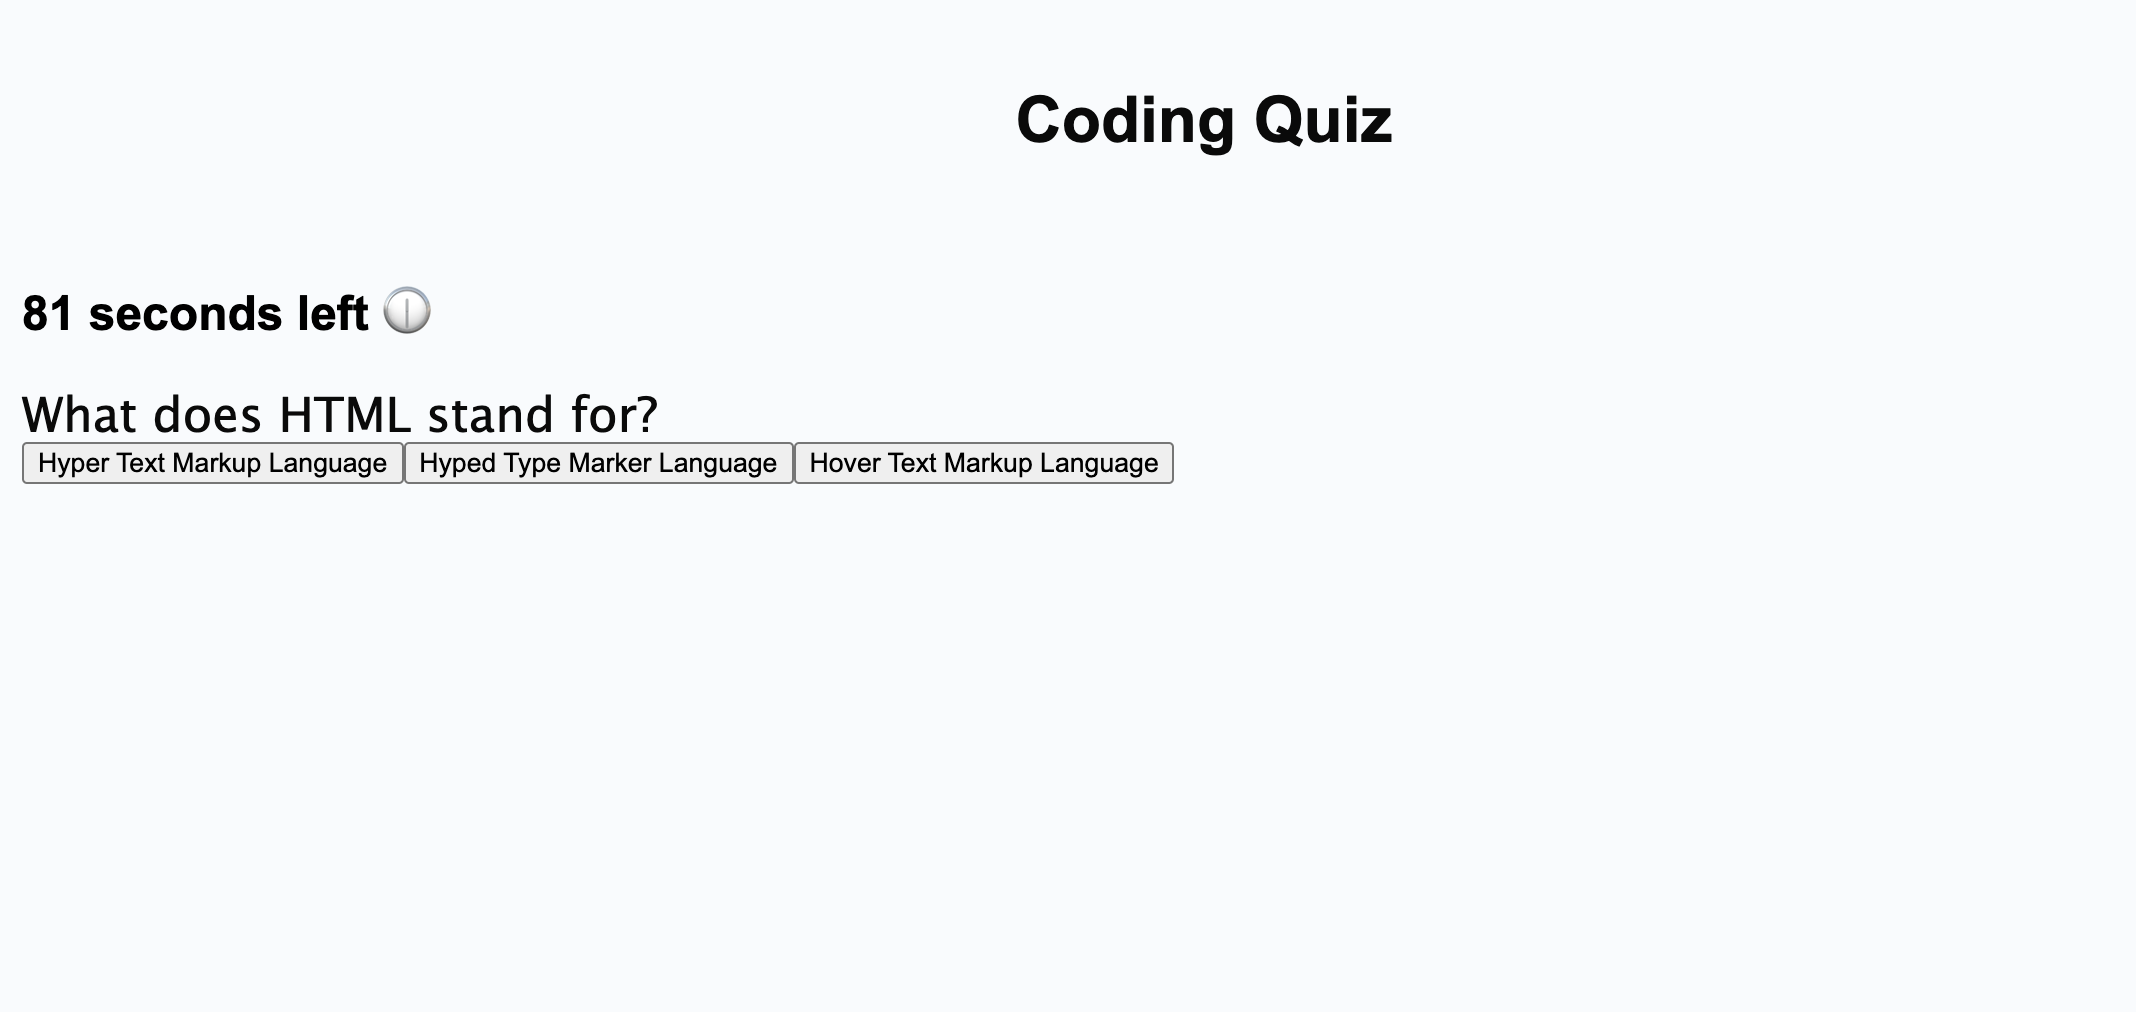 Coding Quiz
81 seconds left 🕕
What does HTML stand for?
Hyper Text Markup Language Hyped Type Marker Language Hover Text Markup Language